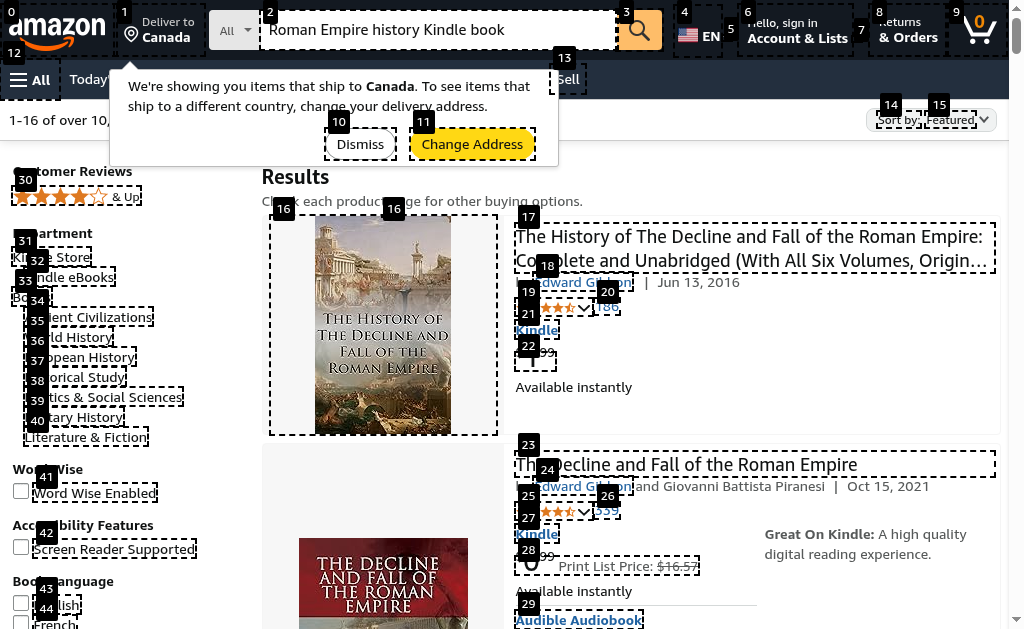 amazon
Deliver to
Canada
All
Roman Empire history Kindle book
EN
Hello, sign in
Account & Lists
Returns
& Orders
0
All
Today'
Sell
We're showing you items that ship to Canada. To see items that
ship to a different country, change your delivery address.
Dismiss
Change Address
1-16 of over 10,
Sort by: Featured
Customer Reviews
& Up
Department
Kindle Store
Kindle eBooks
Books
Ancient Civilizations
World History
European History
Historical Study
Politics & Social Sciences
Military History
Literature & Fiction
Word Wise
Word Wise Enabled
Accessibility Features
Screen Reader Supported
Book Language
English
French
Results
Check each product page for other buying options.
THE HISTORY OF
THE DECLINE AND
FALL OF THE
ROMAN EMPIRE
The History of The Decline and Fall of the Roman Empire:
Complete and Unabridged (With All Six Volumes, Origin...
by Edward Gibbon | Jun 13, 2016
186
Kindle
99
Available instantly
THE DECLINE
AND FALL OF
THE ROMAN
EMPIRE
The Decline and Fall of the Roman Empire
by Edward Gibbon and Giovanni Battista Piranesi | Oct 15, 2021
339
Kindle
0 99 Print List Price: $16.57
Available instantly
Audible Audiobook
Great On Kindle: A high quality
digital reading experience.
0
1
2
3
4
5
6
7
8
9
10
11
12
13
14
15
16
16
17
18
19
20
21
22
23
24
25
26
27
28
29
30
31
32
33
34
35
36
37
38
39
40
41
42
43
44